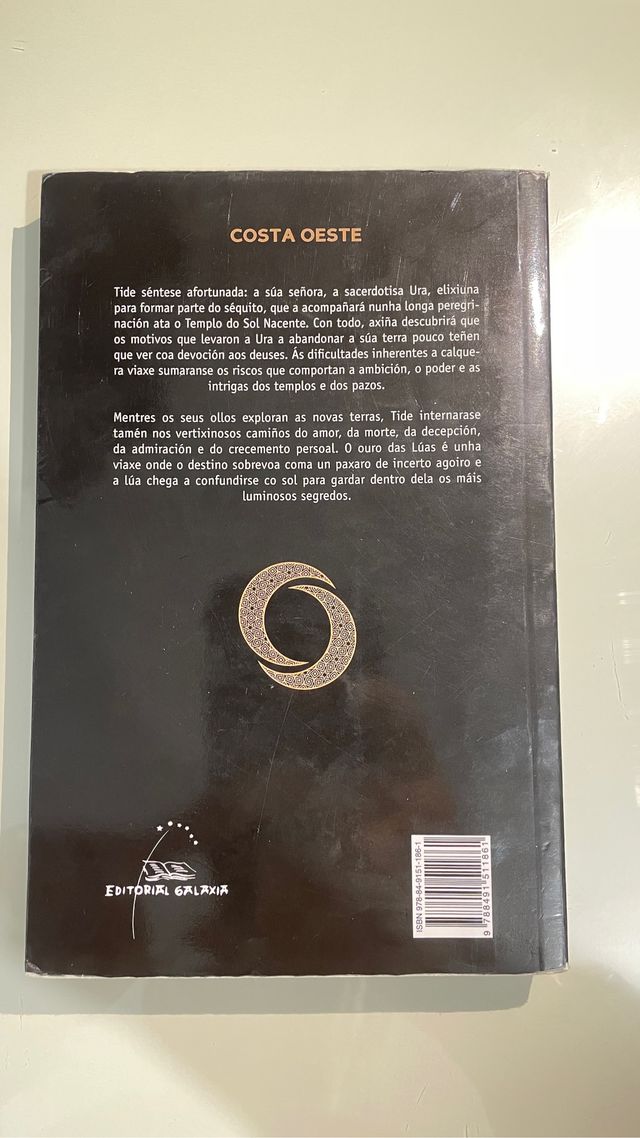 COSTA OESTE
Tide séntese afortunada: a súa señora, a sacerdotisa Ura, elixiuna
para formar parte do séquito, que a acompañará nunha longa peregri-
nación ata o Templo do Sol Nacente. Con todo, axiña descubrirá que
os motivos que levaron a Ura a abandonar a súa terra pouco teñen
que ver coa devoción aos deuses. Ás dificultades inherentes a calque-
ra viaxe sumaranse os riscos que comportan a ambición, o poder e as
intrigas dos templos e dos pazos.
Mentres os seus ollos exploran as novas terras, Tide internarase
tamén nos vertixinosos camiños do amor, da morte, da decepción,
da admiración e do crecemento persoal. O ouro das Lúas é unha
viaxe onde o destino sobrevoa coma un paxaro de incerto agoiro e
a lúa chega a confundirse co sol para gardar dentro dela os máis
luminosos segredos.
EDITORIAL GALAXIA
ISBN 978-84-9151-186-1
9 788491 511861